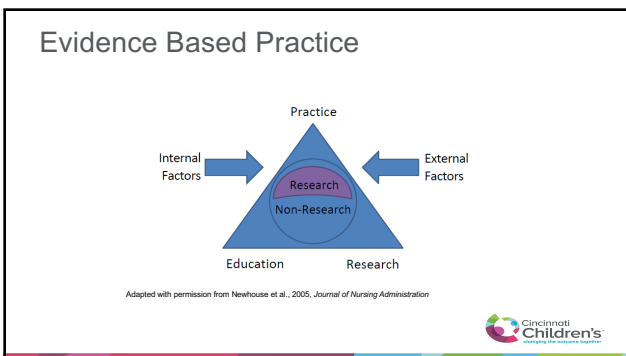 Evidence Based Practice
Practice
Internal
Factors
External
Factors
Research
Non-Research
Education
Research
Adapted with permission from Newhouse et al., 2005, Journal of Nursing Administration
Cincinnati
Children's
changing the outcome together